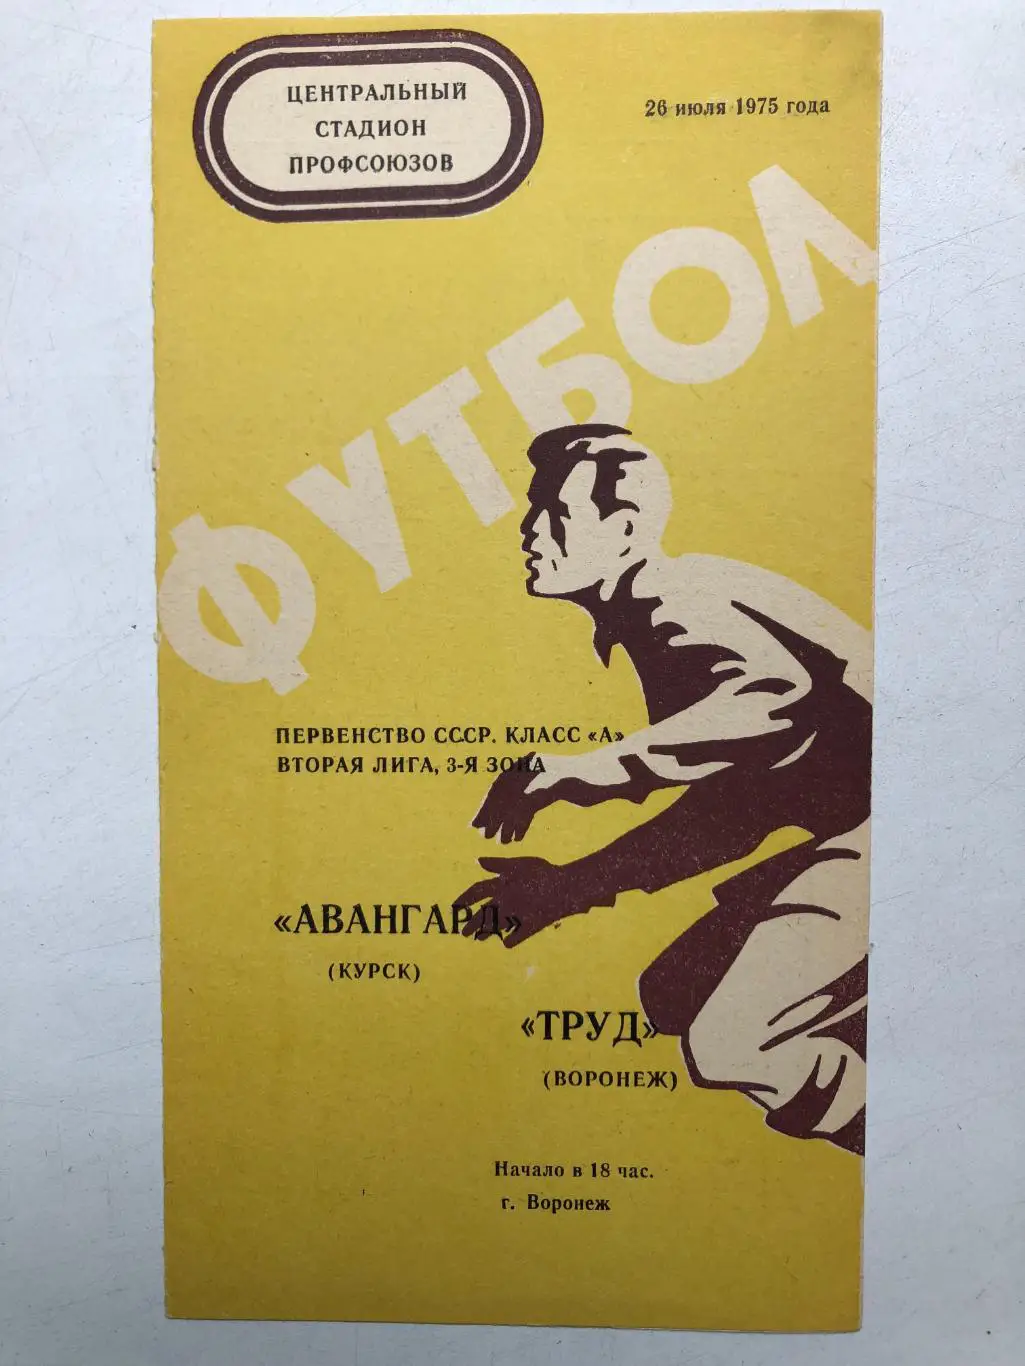 ЦЕНТРАЛЬНЫЙ
СТАДИОН
ПРОФСОЮЗОВ
26 июля 1975 года
ФУТБОЛ
ПЕРВЕНСТВО СССР. КЛАСС «А»
ВТОРАЯ ЛИГА, 3-Я ЗОНА
«АВАНГАРД»
(КУРСК)
«ТРУД»
(ВОРОНЕЖ)
Начало в 18 час.
г. Воронеж